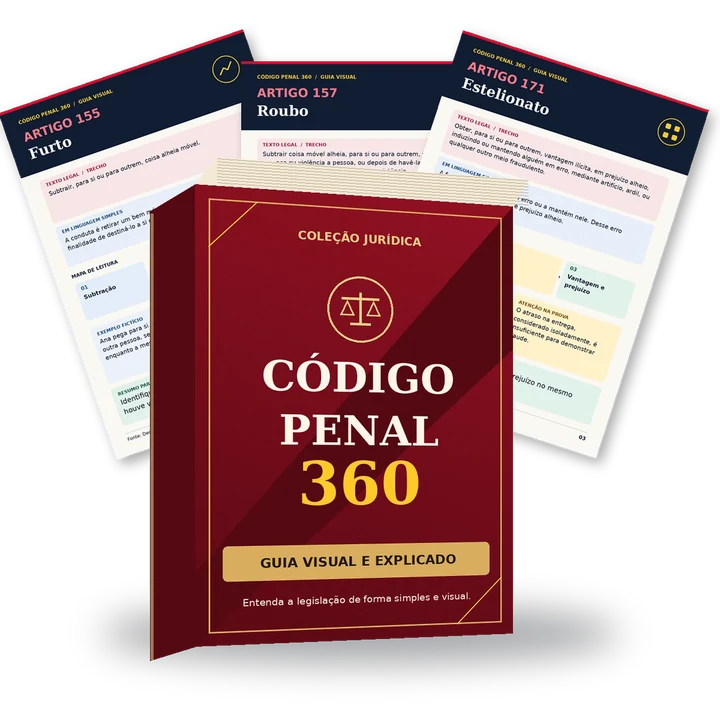 CÓDIGO PENAL 360 / GUIA VISUAL
ARTIGO 155
Furto
TEXTO LEGAL / TRECHO
Subtrair, para si ou para outrem, coisa alheia móvel.
EM LINGUAGEM SIMPLES
A conduta é retirar um bem
finalidade de destiná-lo a si
MAPA DE LEITURA
01
Subtração
EXEMPLO FICTÍCIO
Ana pega para si
outra pessoa,
enquanto a
RESUMO
houve
Fonte:
CÓDIGO PENAL 360 / GUIA VISUAL
ARTIGO 157
Roubo
TEXTO LEGAL / TRECHO
Subtrair coisa móvel alheia, para si ou para outrem,
ou violência a pessoa, ou depois de havê-la
CÓDIGO PENAL 360 / GUIA VISUAL
ARTIGO 171
Estelionato
TEXTO LEGAL / TRECHO
Obter, para si ou para outrem, vantagem ilícita, em prejuízo alheio,
induzindo ou mantendo alguém em erro, mediante artifício, ardil, ou
qualquer outro meio fraudulento.
EM LINGUAGEM
erro ou a mantém nele. Desse erro
prejuízo alheio.
03
Vantagem e
prejuízo
ATENÇÃO NA PROVA
O atraso na entrega,
considerado isoladamente, é
insuficiente para demonstrar
prejuízo no mesmo
03
COLEÇÃO JURÍDICA
CÓDIGO
PENAL
360
GUIA VISUAL E EXPLICADO
Entenda a legislação de forma simples e visual.